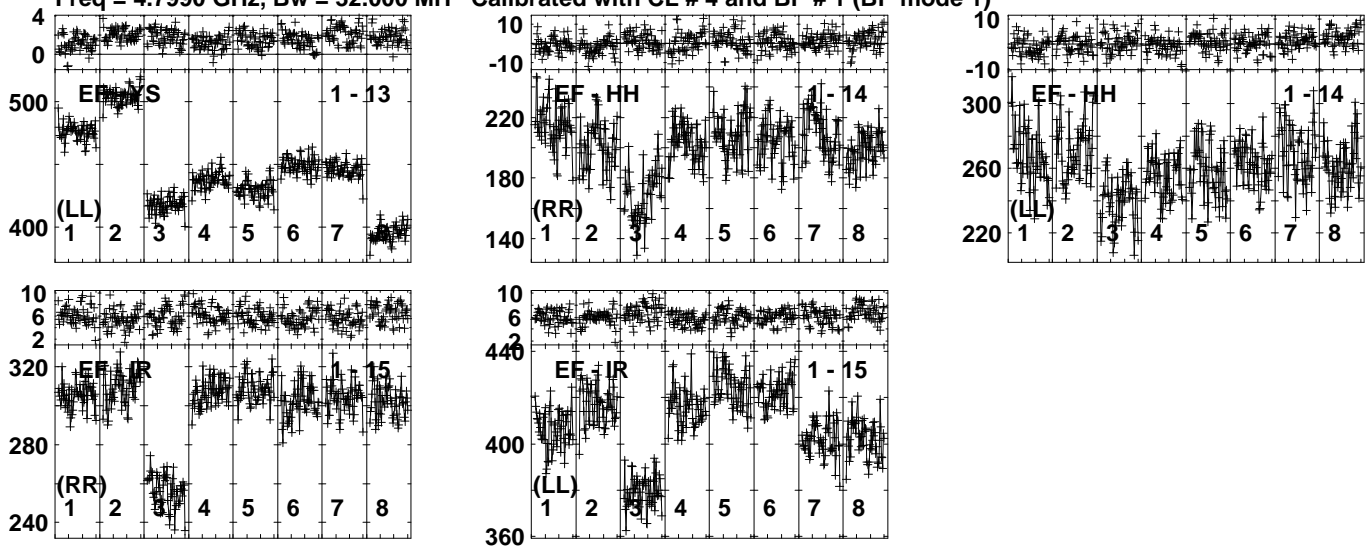 Freq = 4.7990 GHz, Bw = 32.000 MH Calibrated with CL # 4 and BP # 1 (BP mode 1)
4
2
0
EF - YS 1 - 13
500
400
(LL)
1 2 3 4 5 6 7 8
10
-10
EF - HH 1 - 14
220
180
140
(RR)
1 2 3 4 5 6 7 8
10
-10
EF - HH 1 - 14
300
260
220
(LL)
1 2 3 4 5 6 7 8
10
6
2
EF - IR 1 - 15
320
280
240
(RR)
1 2 3 4 5 6 7 8
10
6
2
EF - IR 1 - 15
440
400
360
(LL)
1 2 3 4 5 6 7 8